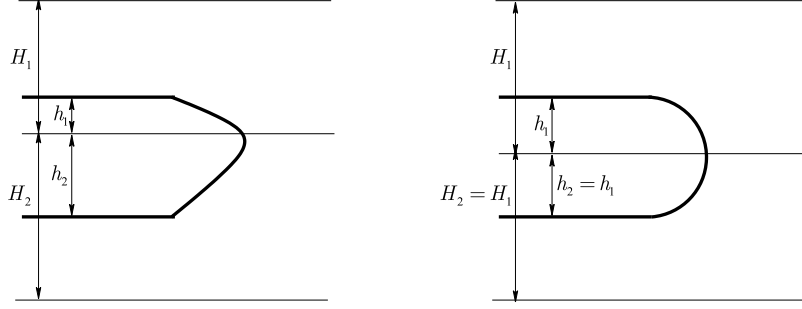 H₁
h₁
h₂
H₂
H₁
h₁
h₂ = h₁
H₂ = H₁